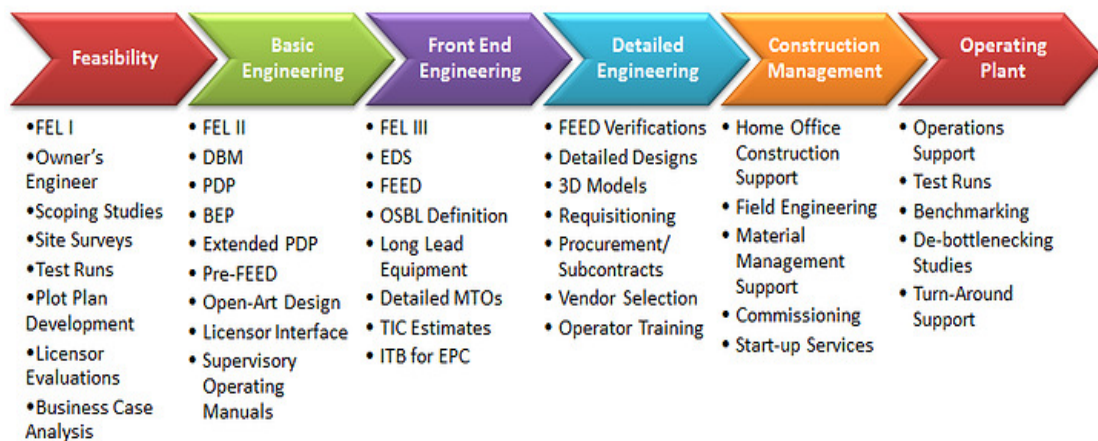 Feasibility
Basic
Engineering
Front End
Engineering
Detailed
Engineering
Construction
Management
Operating
Plant
•FEL I
•Owner's
Engineer
•Scoping Studies
•Site Surveys
•Test Runs
•Plot Plan
Development
•Licensor
Evaluations
•Business Case
Analysis
• FEL II
• DBM
• PDP
• BEP
• Extended PDP
• Pre-FEED
• Open-Art Design
• Licensor Interface
• Supervisory
Operating
Manuals
• FEL III
• EDS
• FEED
• OSBL Definition
• Long Lead
Equipment
• Detailed MTOs
• TIC Estimates
• ITB for EPC
• FEED Verifications
• Detailed Designs
• 3D Models
• Requisitioning
• Procurement/
Subcontracts
• Vendor Selection
• Operator Training
• Home Office
Construction
Support
• Field Engineering
• Material
Management
Support
• Commissioning
• Start-up Services
• Operations
Support
• Test Runs
• Benchmarking
• De-bottlenecking
Studies
• Turn-Around
Support